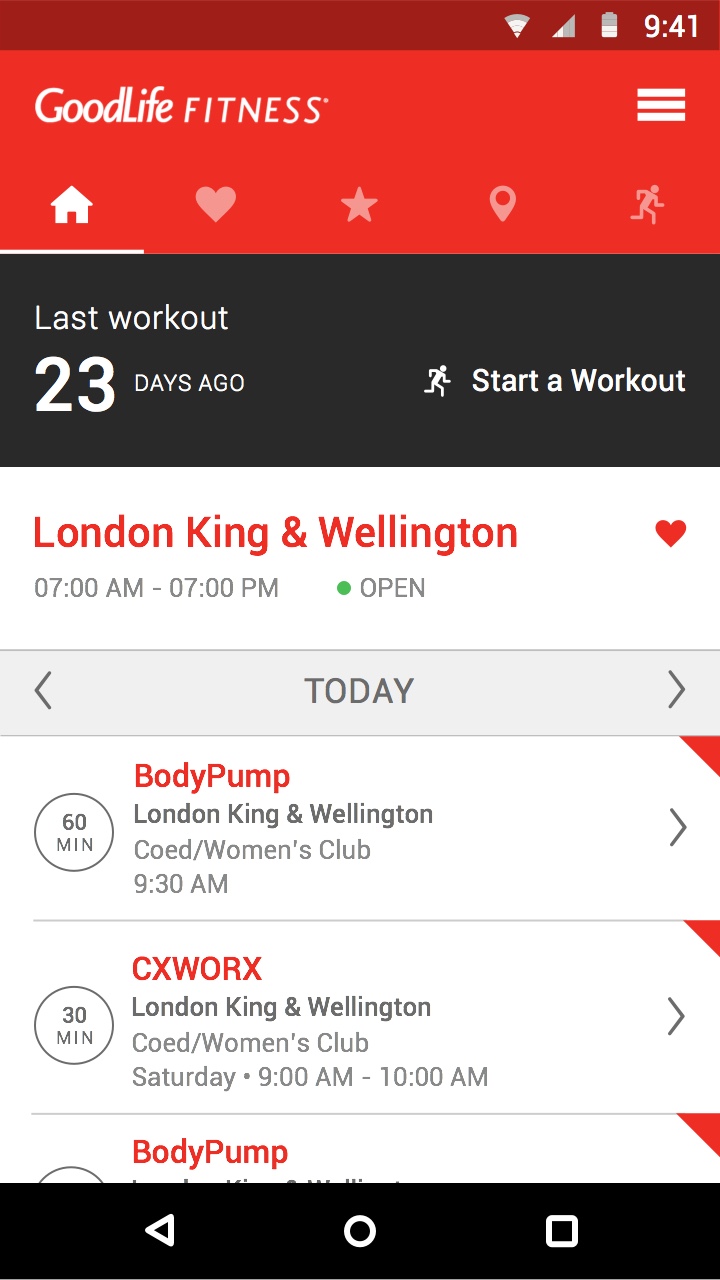 9:41
GoodLife FITNESS
Last workout
23 DAYS AGO
Start a Workout
London King & Wellington
07:00 AM - 07:00 PM
OPEN
TODAY
60
MIN
BodyPump
London King & Wellington
Coed/Women's Club
9:30 AM
30
MIN
CXWORX
London King & Wellington
Coed/Women's Club
Saturday • 9:00 AM - 10:00 AM
BodyPump